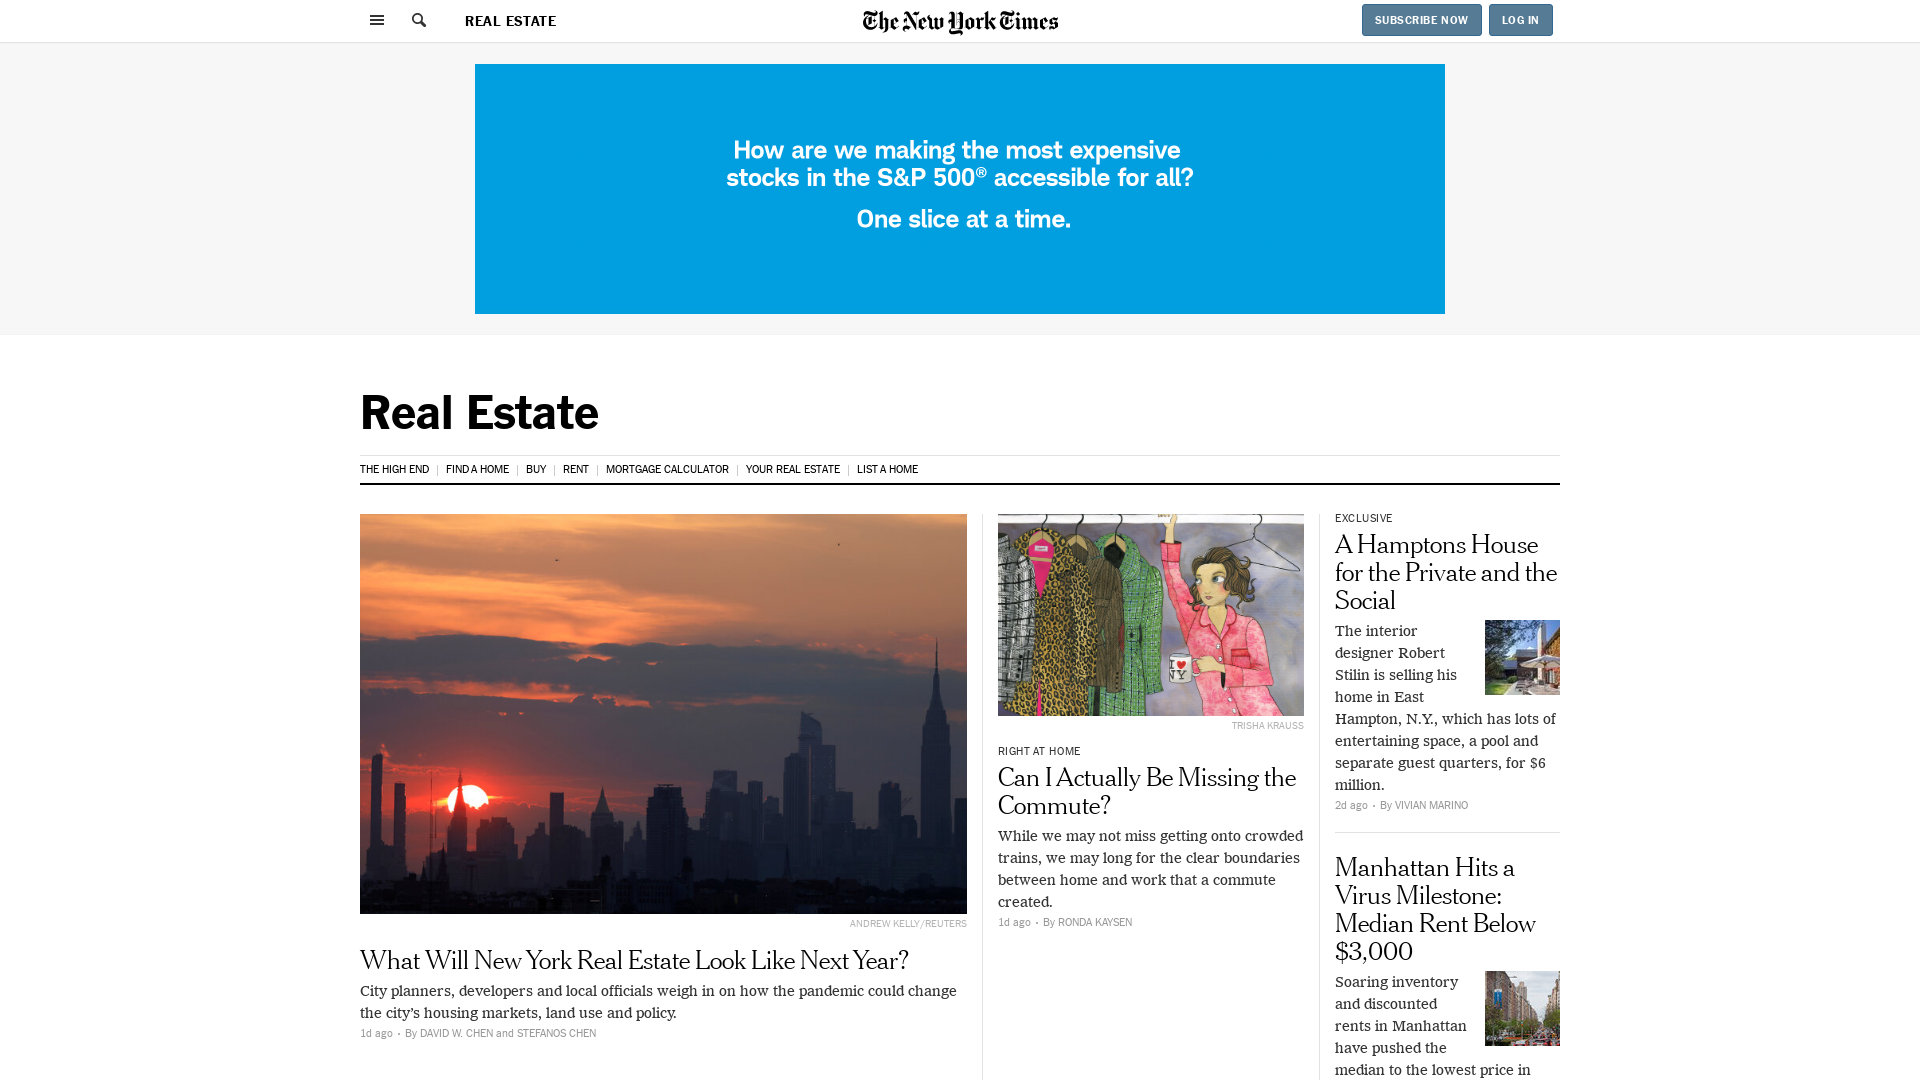 REAL ESTATE
The New York Times
SUBSCRIBE NOW
LOG IN
How are we making the most expensive
stocks in the S&P 500® accessible for all?
One slice at a time.
Real Estate
THE HIGH END
FIND A HOME
BUY
RENT
MORTGAGE CALCULATOR
YOUR REAL ESTATE
LIST A HOME
ANDREW KELLY/REUTERS
What Will New York Real Estate Look Like Next Year?
City planners, developers and local officials weigh in on how the pandemic could change
the city’s housing markets, land use and policy.
1d ago • By DAVID W. CHEN and STEFANOS CHEN
I ♥
NY
TRISHA KRAUSS
RIGHT AT HOME
Can I Actually Be Missing the
Commute?
While we may not miss getting onto crowded
trains, we may long for the clear boundaries
between home and work that a commute
created.
1d ago • By RONDA KAYSEN
EXCLUSIVE
A Hamptons House
for the Private and the
Social
The interior
designer Robert
Stilin is selling his
home in East
Hampton, N.Y., which has lots of
entertaining space, a pool and
separate guest quarters, for $6
million.
2d ago • By VIVIAN MARINO
Manhattan Hits a
Virus Milestone:
Median Rent Below
$3,000
Soaring inventory
and discounted
rents in Manhattan
have pushed the
median to the lowest price in